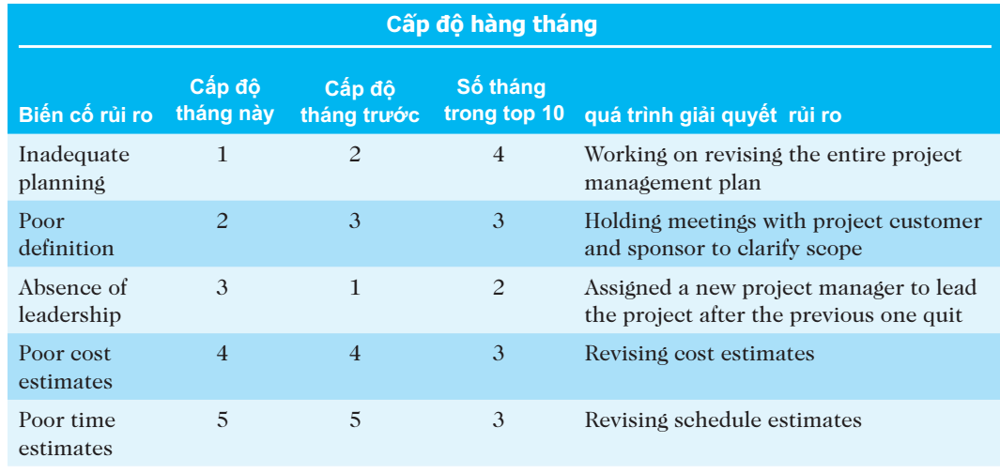 Cấp độ hàng tháng
Biến cố rủi ro Cấp độ tháng này Cấp độ tháng trước Số tháng trong top 10 quá trình giải quyết rủi ro
Inadequate 1 2 4 Working on revising the entire project
planning management plan
Poor 2 3 3 Holding meetings with project customer
definition and sponsor to clarify scope
Absence of 3 1 2 Assigned a new project manager to lead
leadership the project after the previous one quit
Poor cost 4 4 3 Revising cost estimates
estimates
Poor time 5 5 3 Revising schedule estimates
estimates